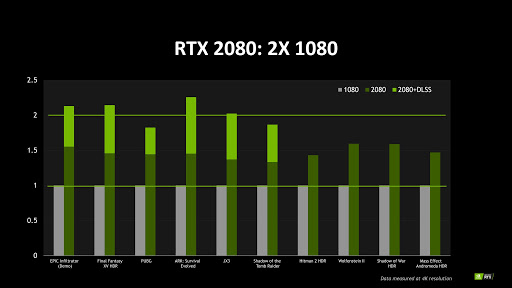 RTX 2080: 2X 1080
2.5
1080 2080 2080+DLSS
2
1.5
1
0.5
0
EPIC Infiltrator (Demo)
Final Fantasy XV HDR
PUBG
ARK: Survival Evolved
JX3
Shadow of the Tomb Raider
Hitman 2 HDR
Wolfenstein II
Shadow of War HDR
Mass Effect Andromeda HDR
Data measured at 4K resolution